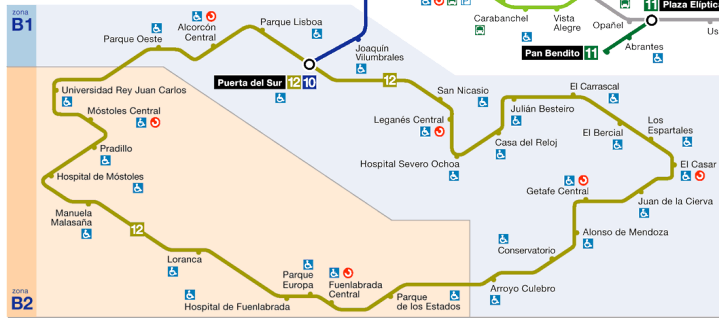 zona
B1
Parque Oeste
Alcorcón
Central
Parque Lisboa
Joaquín
Vilumbrales
Puerta del Sur 12 10
12
Carabanchel
Vista
Alegre
Opañel
11 Plaza Elíptica
Us
Pan Bendito 11
Abrantes
San Nicasio
Leganés Central
Hospital Severo Ochoa
Casa del Reloj
Julián Besteiro
El Carrascal
El Bercial
Los
Espartales
El Casar
Juan de la Cierva
Getafe Central
Alonso de Mendoza
Conservatorio
Arroyo Culebro
Universidad Rey Juan Carlos
Móstoles Central
Pradillo
Hospital de Móstoles
Manuela
Malasaña
12
Loranca
Hospital de Fuenlabrada
Parque
Europa
Fuenlabrada
Central
Parque
de los Estados
zona
B2